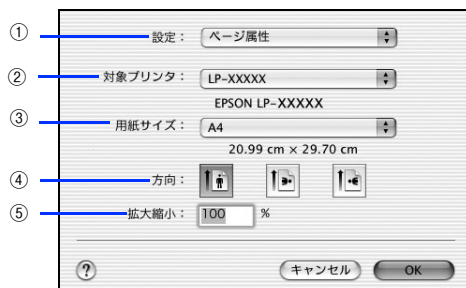 ① 設定： ページ属性
② 対象プリンタ： LP-XXXXX
EPSON LP-XXXXX
③ 用紙サイズ： A4
20.99 cm × 29.70 cm
④ 方向：
⑤ 拡大縮小： 100 %
? キャンセル OK